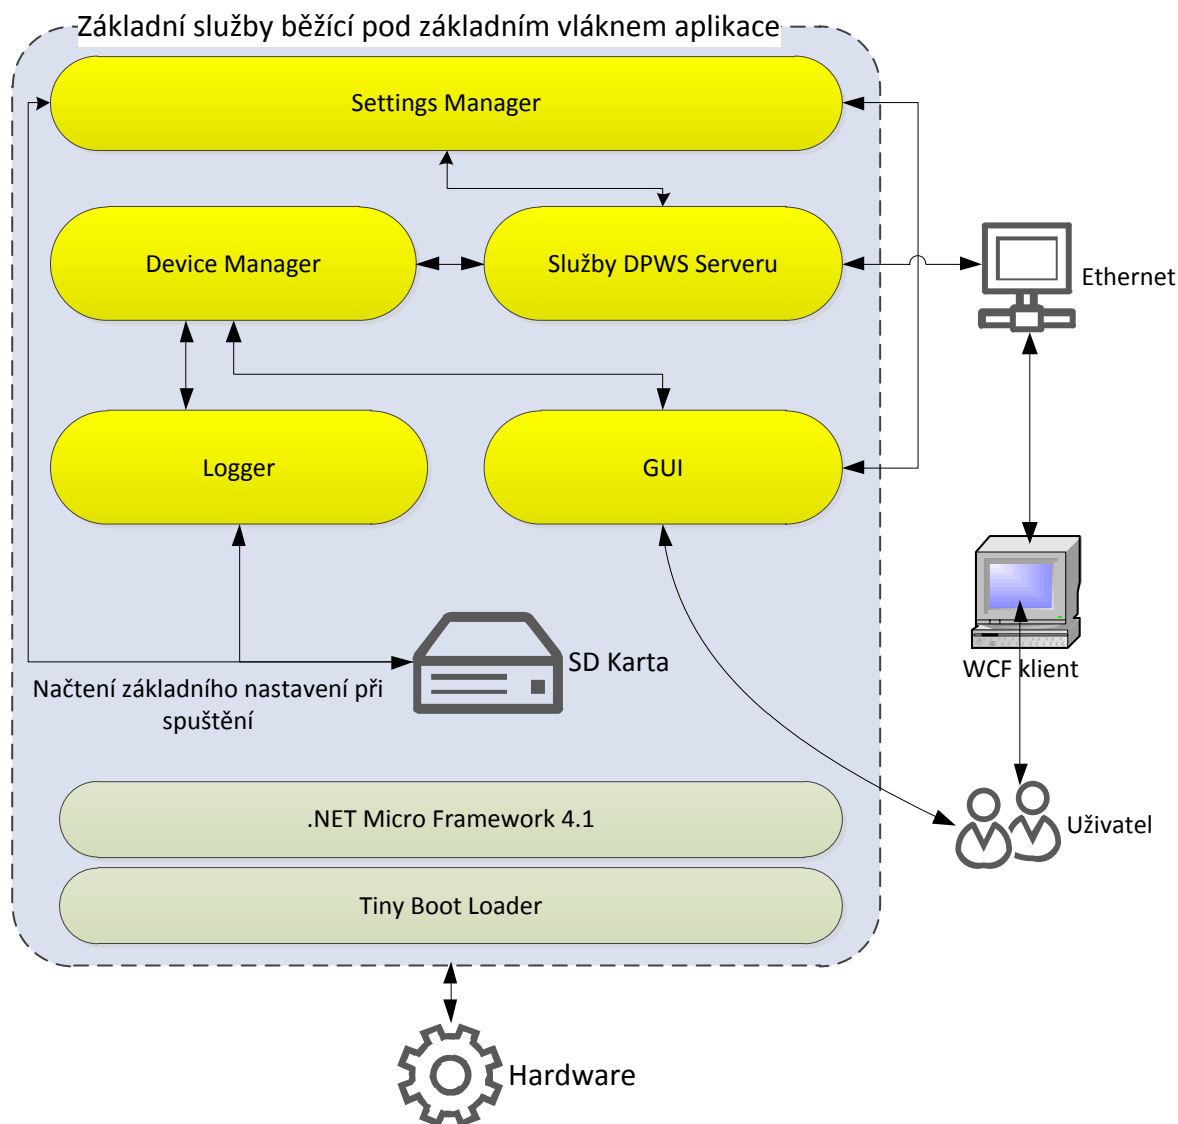 Základní služby běžící pod základním vláknem aplikace
Settings Manager
Device Manager
Služby DPWS Serveru
Ethernet
Logger
GUI
SD Karta
WCF klient
Načtení základního nastavení při
spuštění
.NET Micro Framework 4.1
Uživatel
Tiny Boot Loader
Hardware